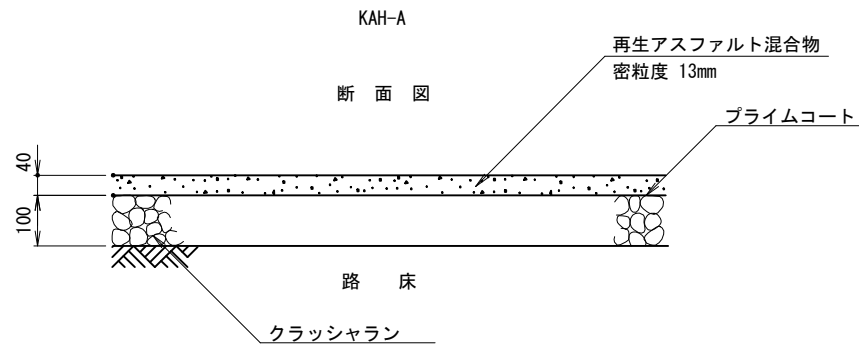 KAH-A
再生アスファルト混合物
密粒度 13mm
断 面 図
プライムコート
40
100
路 床
クラッシャラン